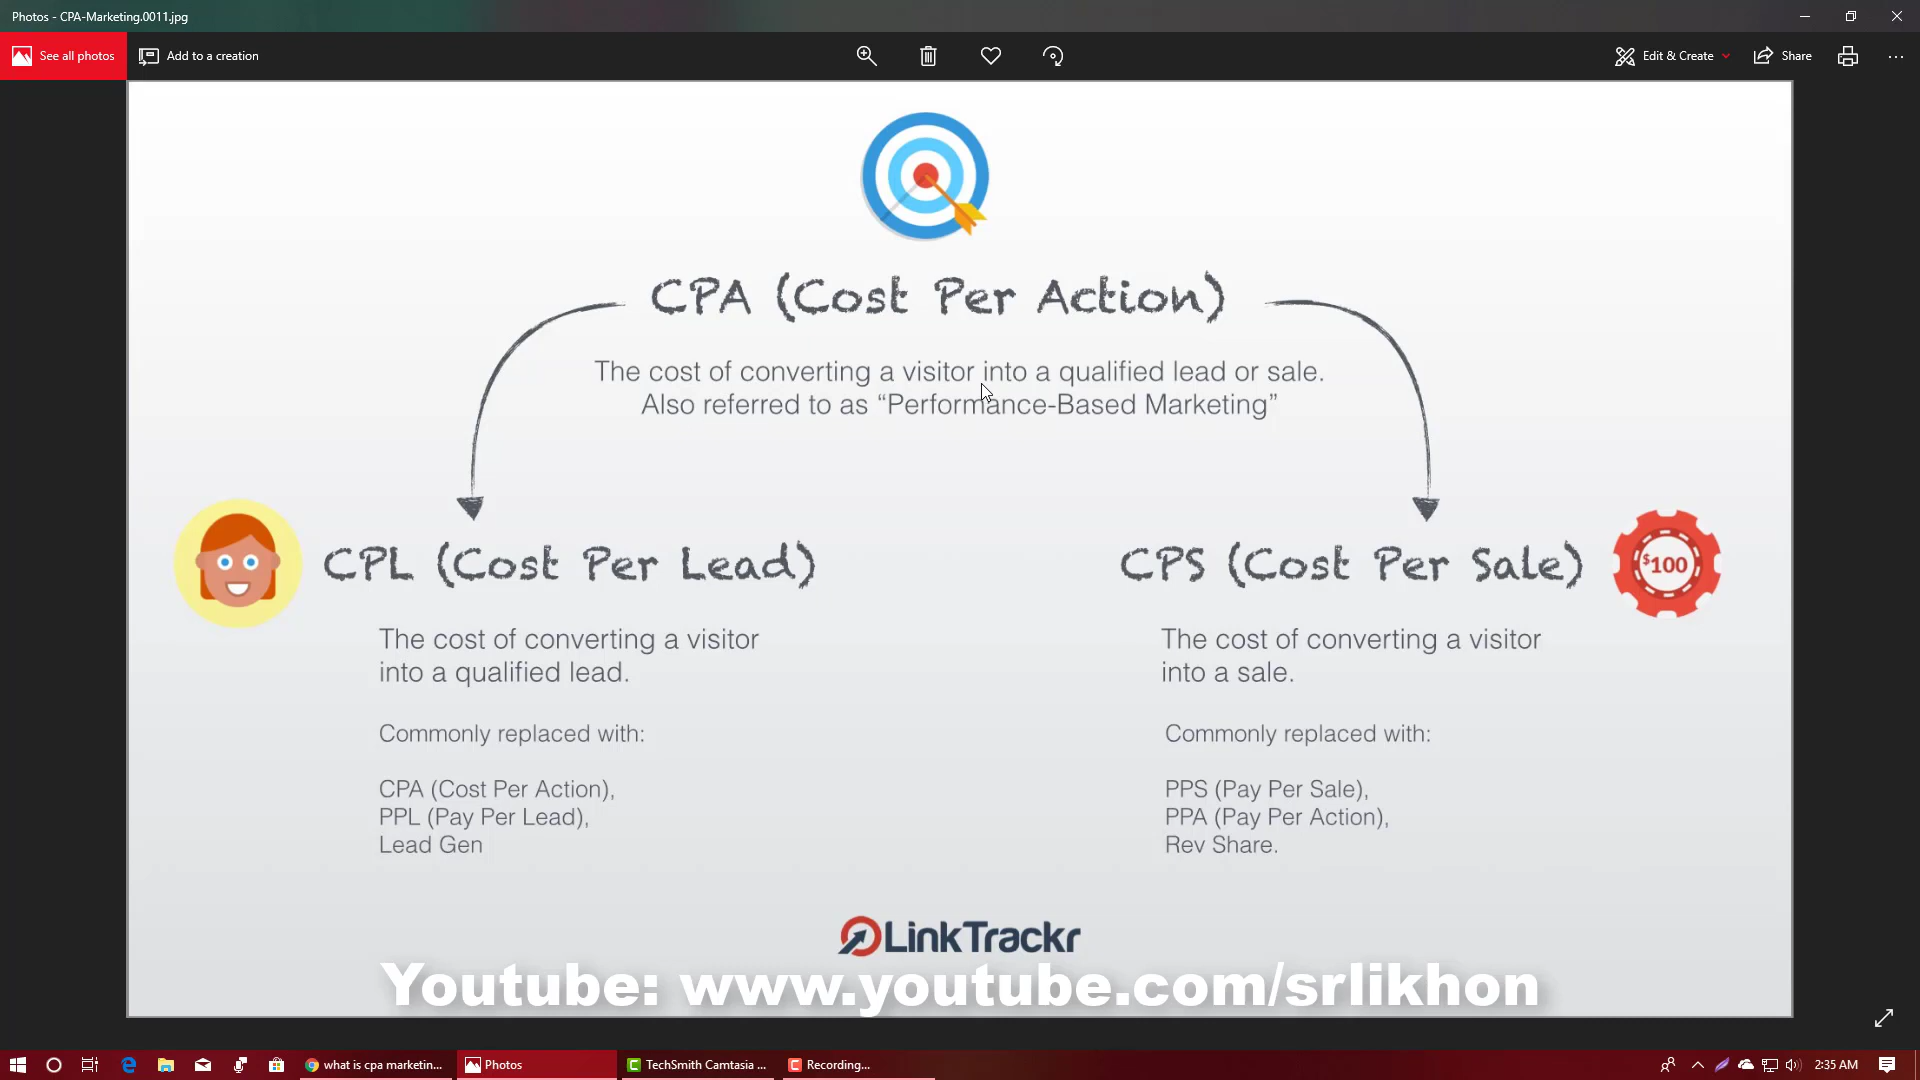 Photos - CPA-Marketing.0011.jpg
See all photos
Add to a creation
Edit & Create
Share
CPA (Cost Per Action)
The cost of converting a visitor into a qualified lead or sale.
Also referred to as “Performance-Based Marketing”
CPL (Cost Per Lead)
The cost of converting a visitor
into a qualified lead.
Commonly replaced with:
CPA (Cost Per Action),
PPL (Pay Per Lead),
Lead Gen
CPS (Cost Per Sale)
$100
The cost of converting a visitor
into a sale.
Commonly replaced with:
PPS (Pay Per Sale),
PPA (Pay Per Action),
Rev Share.
LinkTrackr
Youtube: www.youtube.com/srlikhon
what is cpa marketin...
Photos
TechSmith Camtasia ...
Recording...
2:35 AM